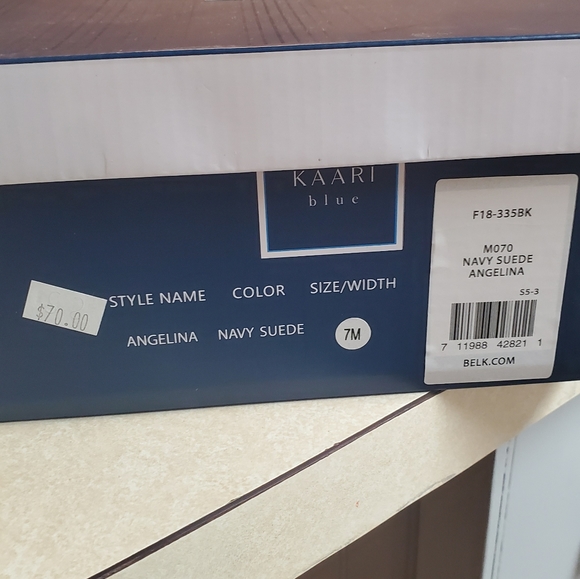 KAARI
blue
$70.00
STYLE NAME COLOR SIZE/WIDTH
ANGELINA NAVY SUEDE 7M
F18-335BK
M070
NAVY SUEDE
ANGELINA
S5-3
7 11988 42821 1
BELK.COM